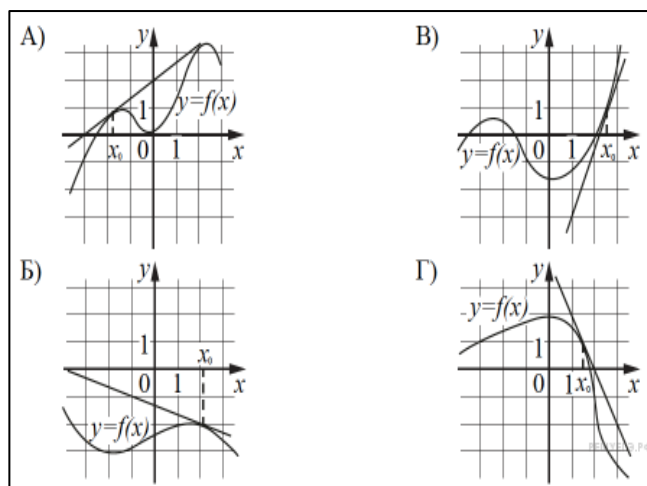 А)
y
y=f(x)
1
x₀
0
1
x
В)
y
1
x₀
0
1
x
y=f(x)
Б)
y
1
x₀
0
1
x
y=f(x)
Г)
y
y=f(x)
1
0
1
x₀
x